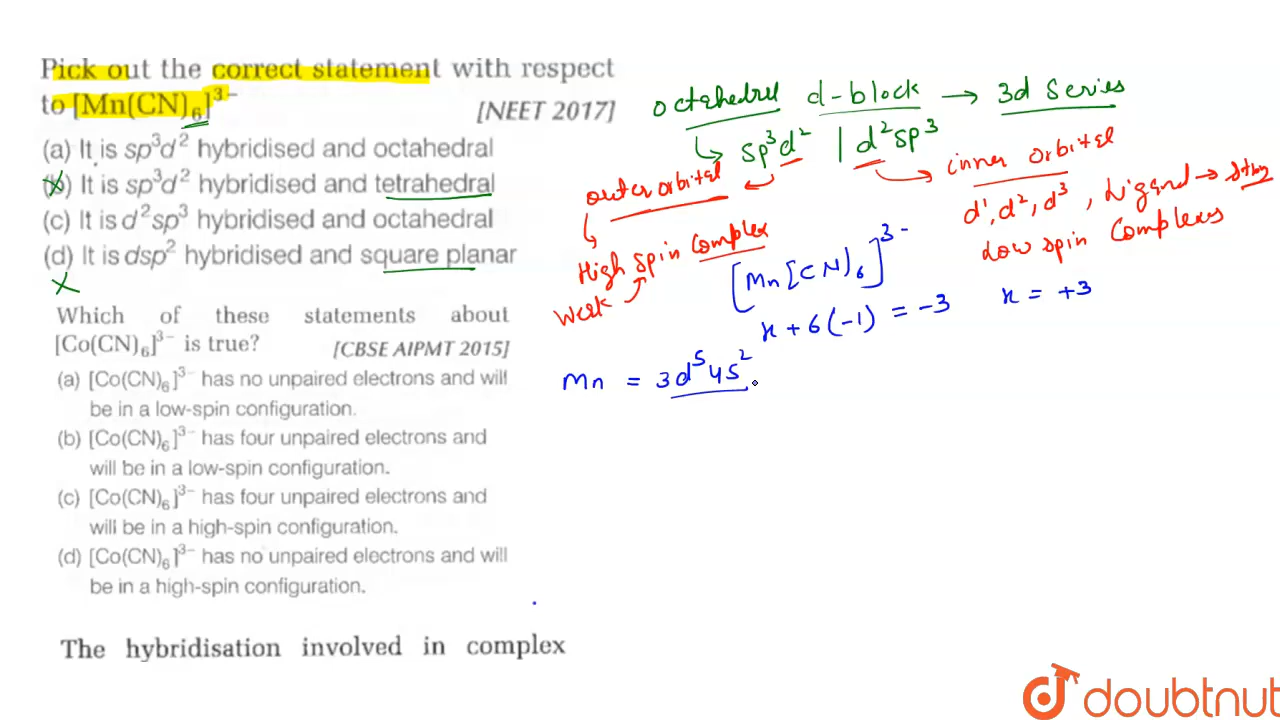 Pick out the correct statement with respect
to [Mn(CN)₆]³⁻ [NEET 2017]
(a) It is sp³d² hybridised and octahedral
(b) It is sp³d² hybridised and tetrahedral
(c) It is d²sp³ hybridised and octahedral
(d) It is dsp² hybridised and square planar
Which of these statements about
[Co(CN)₆]³⁻ is true? [CBSE AIPMT 2015]
(a) [Co(CN)₆]³⁻ has no unpaired electrons and will
be in a low-spin configuration.
(b) [Co(CN)₆]³⁻ has four unpaired electrons and
will be in a low-spin configuration.
(c) [Co(CN)₆]³⁻ has four unpaired electrons and
will be in a high-spin configuration.
(d) [Co(CN)₆]³⁻ has no unpaired electrons and will
be in a high-spin configuration.
The hybridisation involved in complex
octahedral d-block → 3d Series
sp³d² | d²sp³
outer orbital
inner orbital
d¹, d², d³, Ligand → strong
High spin Complex
Low spin Complexes
weak
[Mn[CN)₆]³⁻
x + 6(-1) = -3 x = +3
Mn = 3d⁵4s²
doubtnut